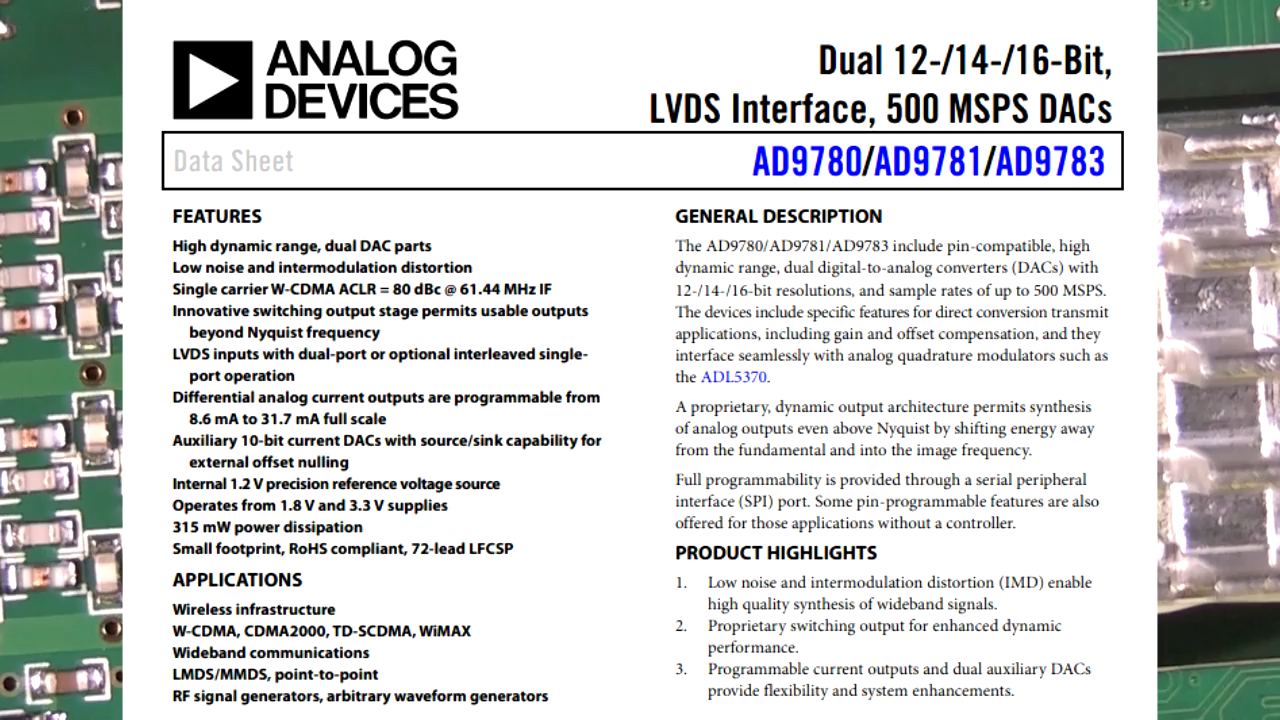 ANALOG
DEVICES
Dual 12-/14-/16-Bit,
LVDS Interface, 500 MSPS DACs
Data Sheet
AD9780/AD9781/AD9783
FEATURES
High dynamic range, dual DAC parts
Low noise and intermodulation distortion
Single carrier W-CDMA ACLR = 80 dBc @ 61.44 MHz IF
Innovative switching output stage permits usable outputs
beyond Nyquist frequency
LVDS inputs with dual-port or optional interleaved single-
port operation
Differential analog current outputs are programmable from
8.6 mA to 31.7 mA full scale
Auxiliary 10-bit current DACs with source/sink capability for
external offset nulling
Internal 1.2 V precision reference voltage source
Operates from 1.8 V and 3.3 V supplies
315 mW power dissipation
Small footprint, RoHS compliant, 72-lead LFCSP
APPLICATIONS
Wireless infrastructure
W-CDMA, CDMA2000, TD-SCDMA, WiMAX
Wideband communications
LMDS/MMDS, point-to-point
RF signal generators, arbitrary waveform generators
GENERAL DESCRIPTION
The AD9780/AD9781/AD9783 include pin-compatible, high
dynamic range, dual digital-to-analog converters (DACs) with
12-/14-/16-bit resolutions, and sample rates of up to 500 MSPS.
The devices include specific features for direct conversion transmit
applications, including gain and offset compensation, and they
interface seamlessly with analog quadrature modulators such as
the ADL5370.
A proprietary, dynamic output architecture permits synthesis
of analog outputs even above Nyquist by shifting energy away
from the fundamental and into the image frequency.
Full programmability is provided through a serial peripheral
interface (SPI) port. Some pin-programmable features are also
offered for those applications without a controller.
PRODUCT HIGHLIGHTS
1. Low noise and intermodulation distortion (IMD) enable
high quality synthesis of wideband signals.
2. Proprietary switching output for enhanced dynamic
performance.
3. Programmable current outputs and dual auxiliary DACs
provide flexibility and system enhancements.